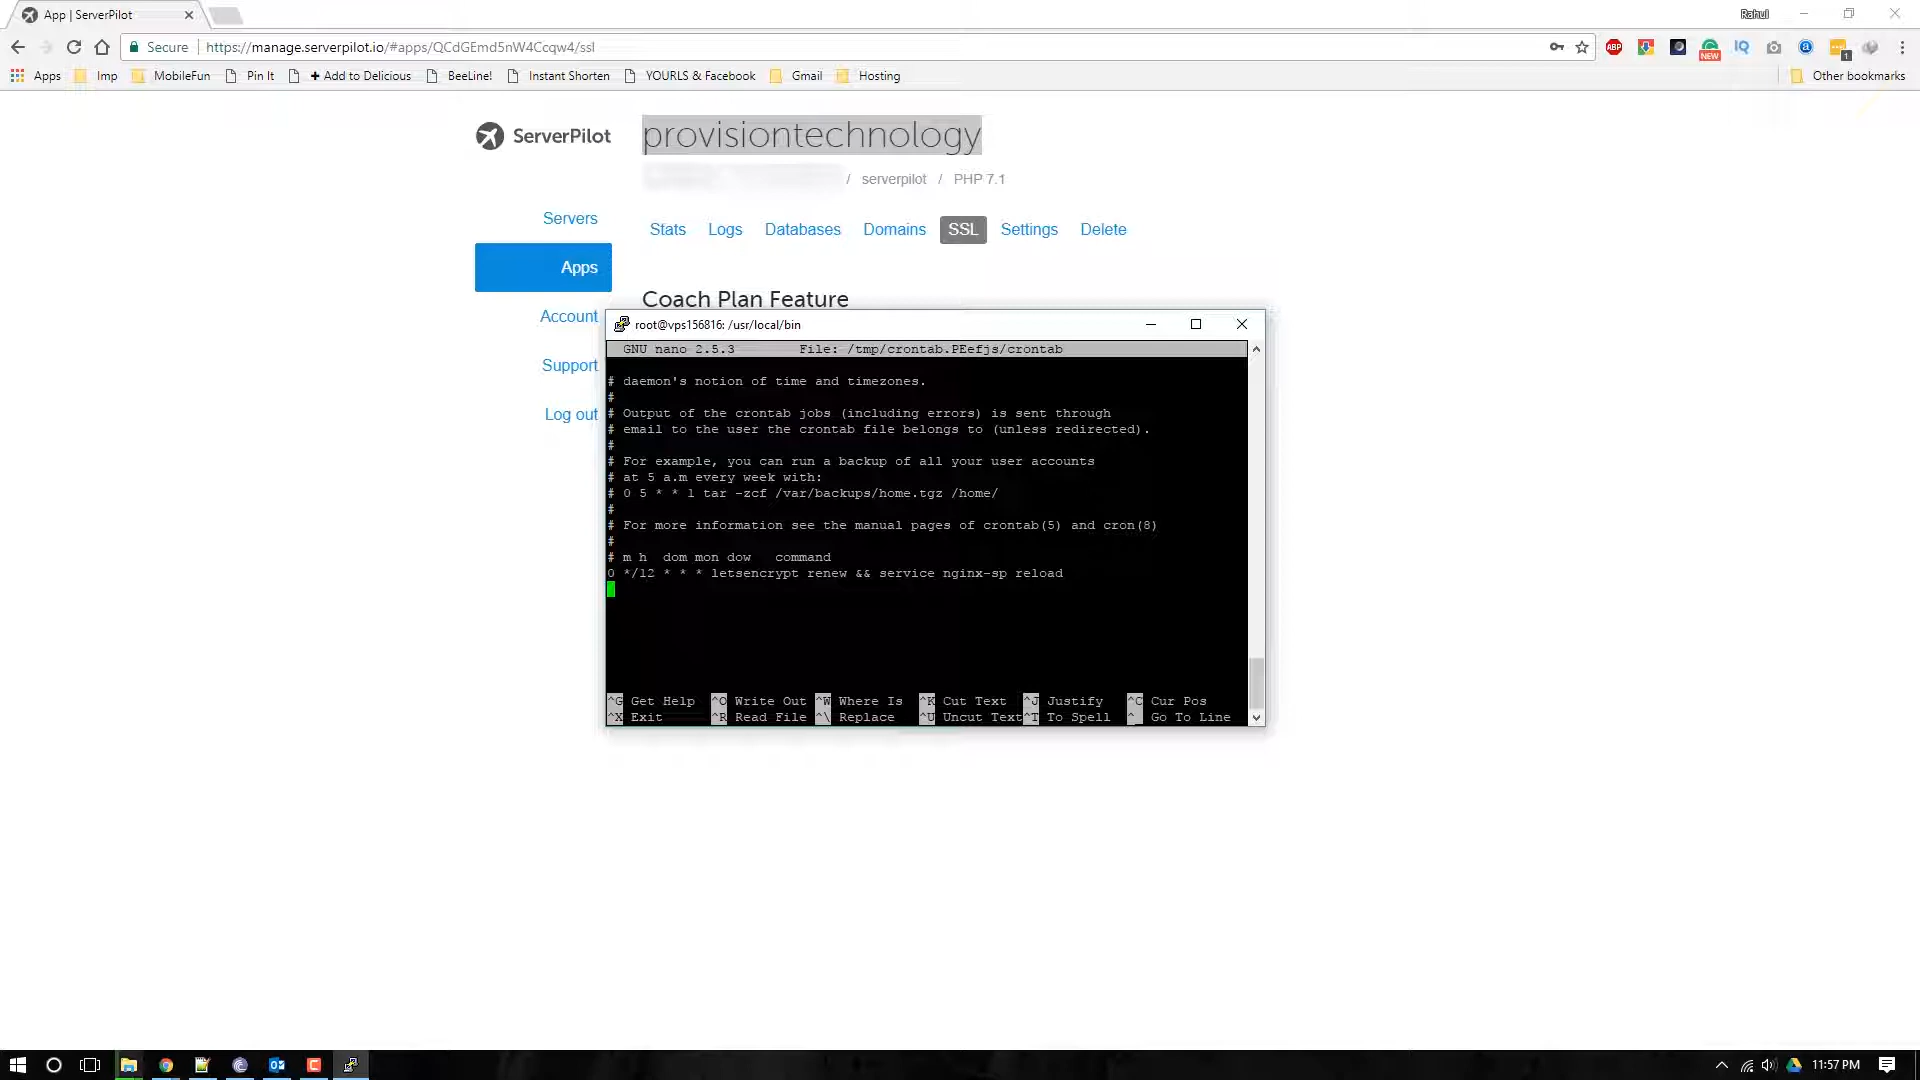 App | ServerPilot
Rahul
Secure
https://manage.serverpilot.io/#apps/QCdGEmd5nW4Ccqw4/ssl
ABP
NEW
IQ
a
1
Apps
Imp
MobileFun
Pin It
+ Add to Delicious
BeeLine!
Instant Shorten
YOURLS & Facebook
Gmail
Hosting
Other bookmarks
ServerPilot
provisiontechnology
/ serverpilot / PHP 7.1
Servers
Apps
Account
Support
Log out
Stats
Logs
Databases
Domains
SSL
Settings
Delete
Coach Plan Feature
root@vps156816: /usr/local/bin
GNU nano 2.5.3 File: /tmp/crontab.PEefjs/crontab
# daemon's notion of time and timezones.
#
# Output of the crontab jobs (including errors) is sent through
# email to the user the crontab file belongs to (unless redirected).
#
# For example, you can run a backup of all your user accounts
# at 5 a.m every week with:
# 0 5 * * 1 tar -zcf /var/backups/home.tgz /home/
#
# For more information see the manual pages of crontab(5) and cron(8)
#
# m h  dom mon dow   command
0 */12 * * * letsencrypt renew && service nginx-sp reload
^G Get Help ^O Write Out ^W Where Is ^K Cut Text ^J Justify ^C Cur Pos
^X Exit ^R Read File ^\ Replace ^U Uncut Text ^T To Spell ^_ Go To Line
11:57 PM